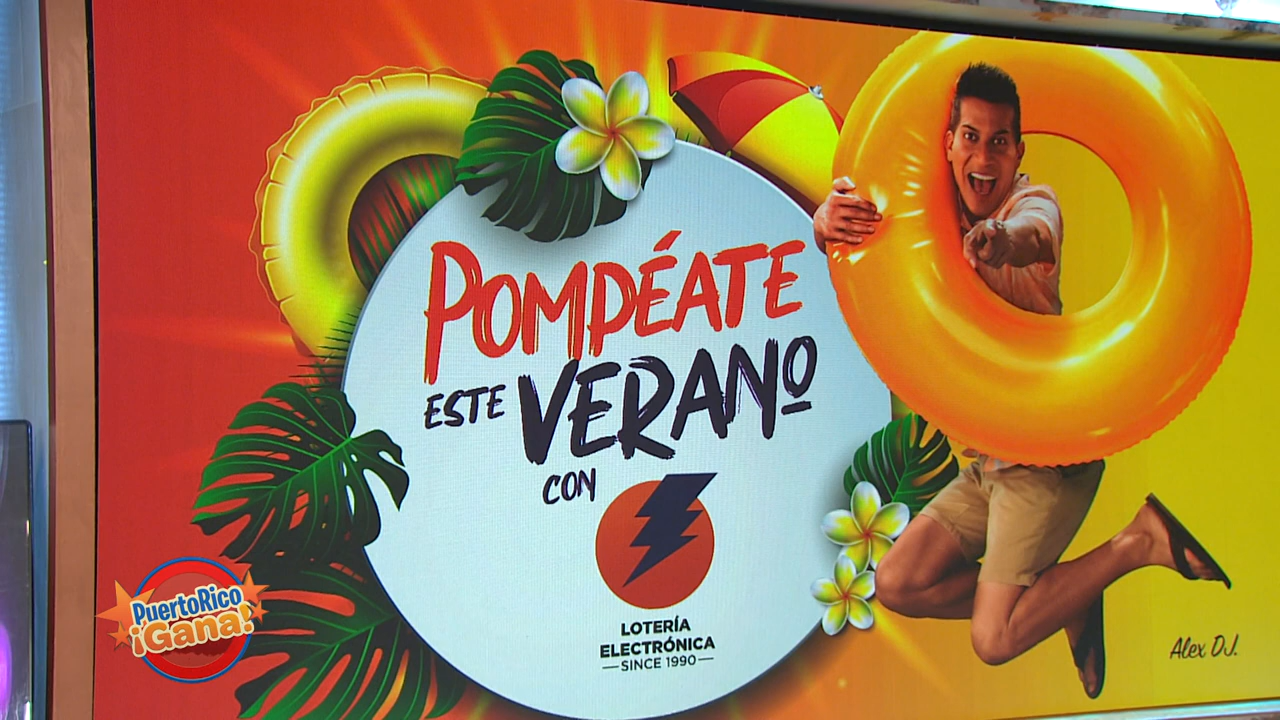 POMPÉATE
ESTE VERANO
CON
LOTERÍA
ELECTRÓNICA
SINCE 1990
PuertoRico
¡Gana!
Alex DJ.